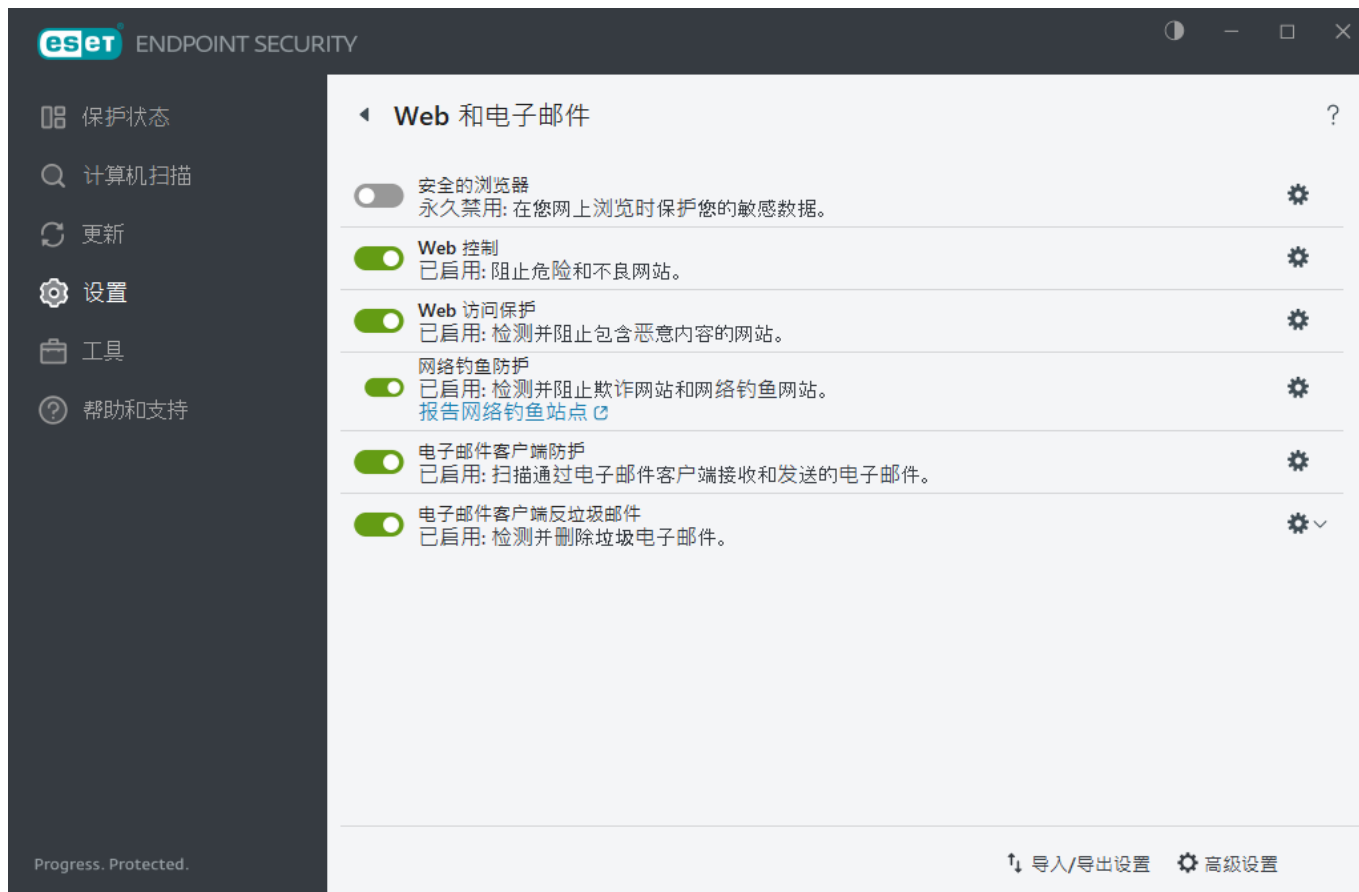 eset ENDPOINT SECURITY
保护状态
计算机扫描
更新
设置
工具
帮助和支持
Progress. Protected.
Web 和电子邮件
?
安全的浏览器
永久禁用: 在您网上浏览时保护您的敏感数据。
Web 控制
已启用: 阻止危险和不良网站。
Web 访问保护
已启用: 检测并阻止包含恶意内容的网站。
网络钓鱼防护
已启用: 检测并阻止欺诈网站和网络钓鱼网站。
报告网络钓鱼站点
电子邮件客户端防护
已启用: 扫描通过电子邮件客户端接收和发送的电子邮件。
电子邮件客户端反垃圾邮件
已启用: 检测并删除垃圾电子邮件。
导入/导出设置
高级设置